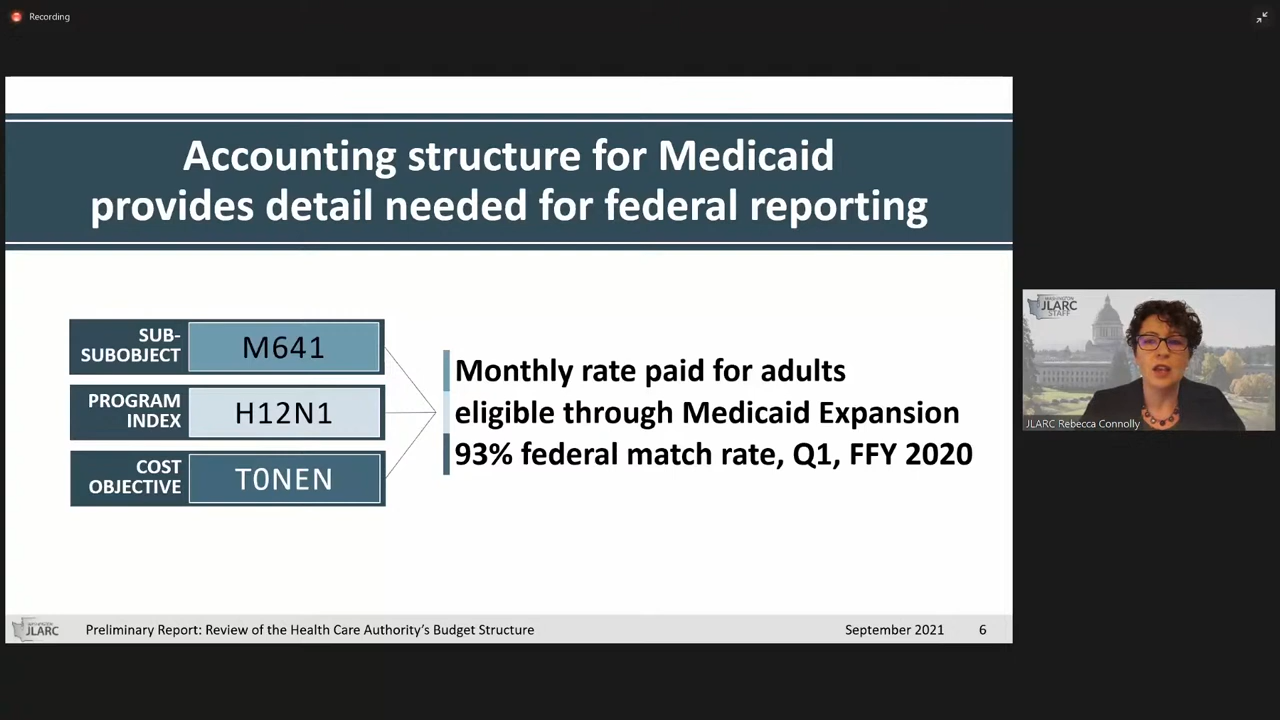 Recording
Accounting structure for Medicaid
provides detail needed for federal reporting
SUB-
SUBOBJECT
M641
PROGRAM
INDEX
H12N1
COST
OBJECTIVE
T0NEN
Monthly rate paid for adults
eligible through Medicaid Expansion
93% federal match rate, Q1, FFY 2020
WASHINGTON
JLARC
STAFF
JLARC Rebecca Connolly
JLARC
Preliminary Report: Review of the Health Care Authority’s Budget Structure
September 2021
6